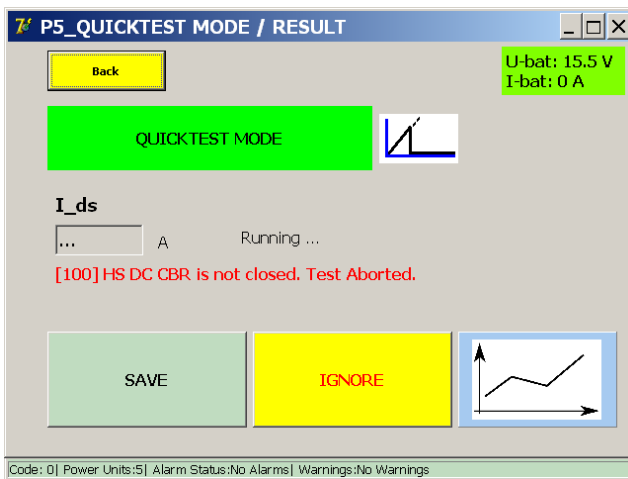 P5_QUICKTEST MODE / RESULT
Back
U-bat: 15.5 V
I-bat: 0 A
QUICKTEST MODE
I_ds
... A Running ...
[100] HS DC CBR is not closed. Test Aborted.
SAVE IGNORE
Code: 0| Power Units:5| Alarm Status:No Alarms| Warnings:No Warnings